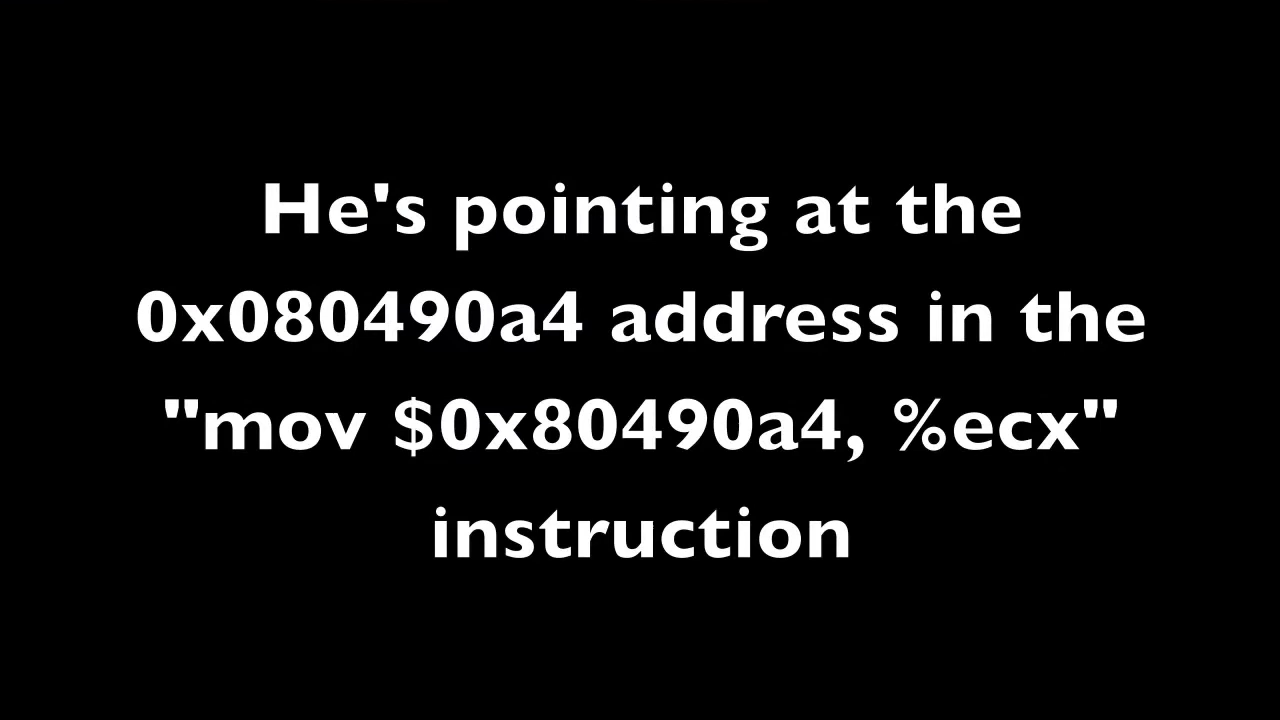 He's pointing at the
0x080490a4 address in the
"mov $0x80490a4, %ecx"
instruction